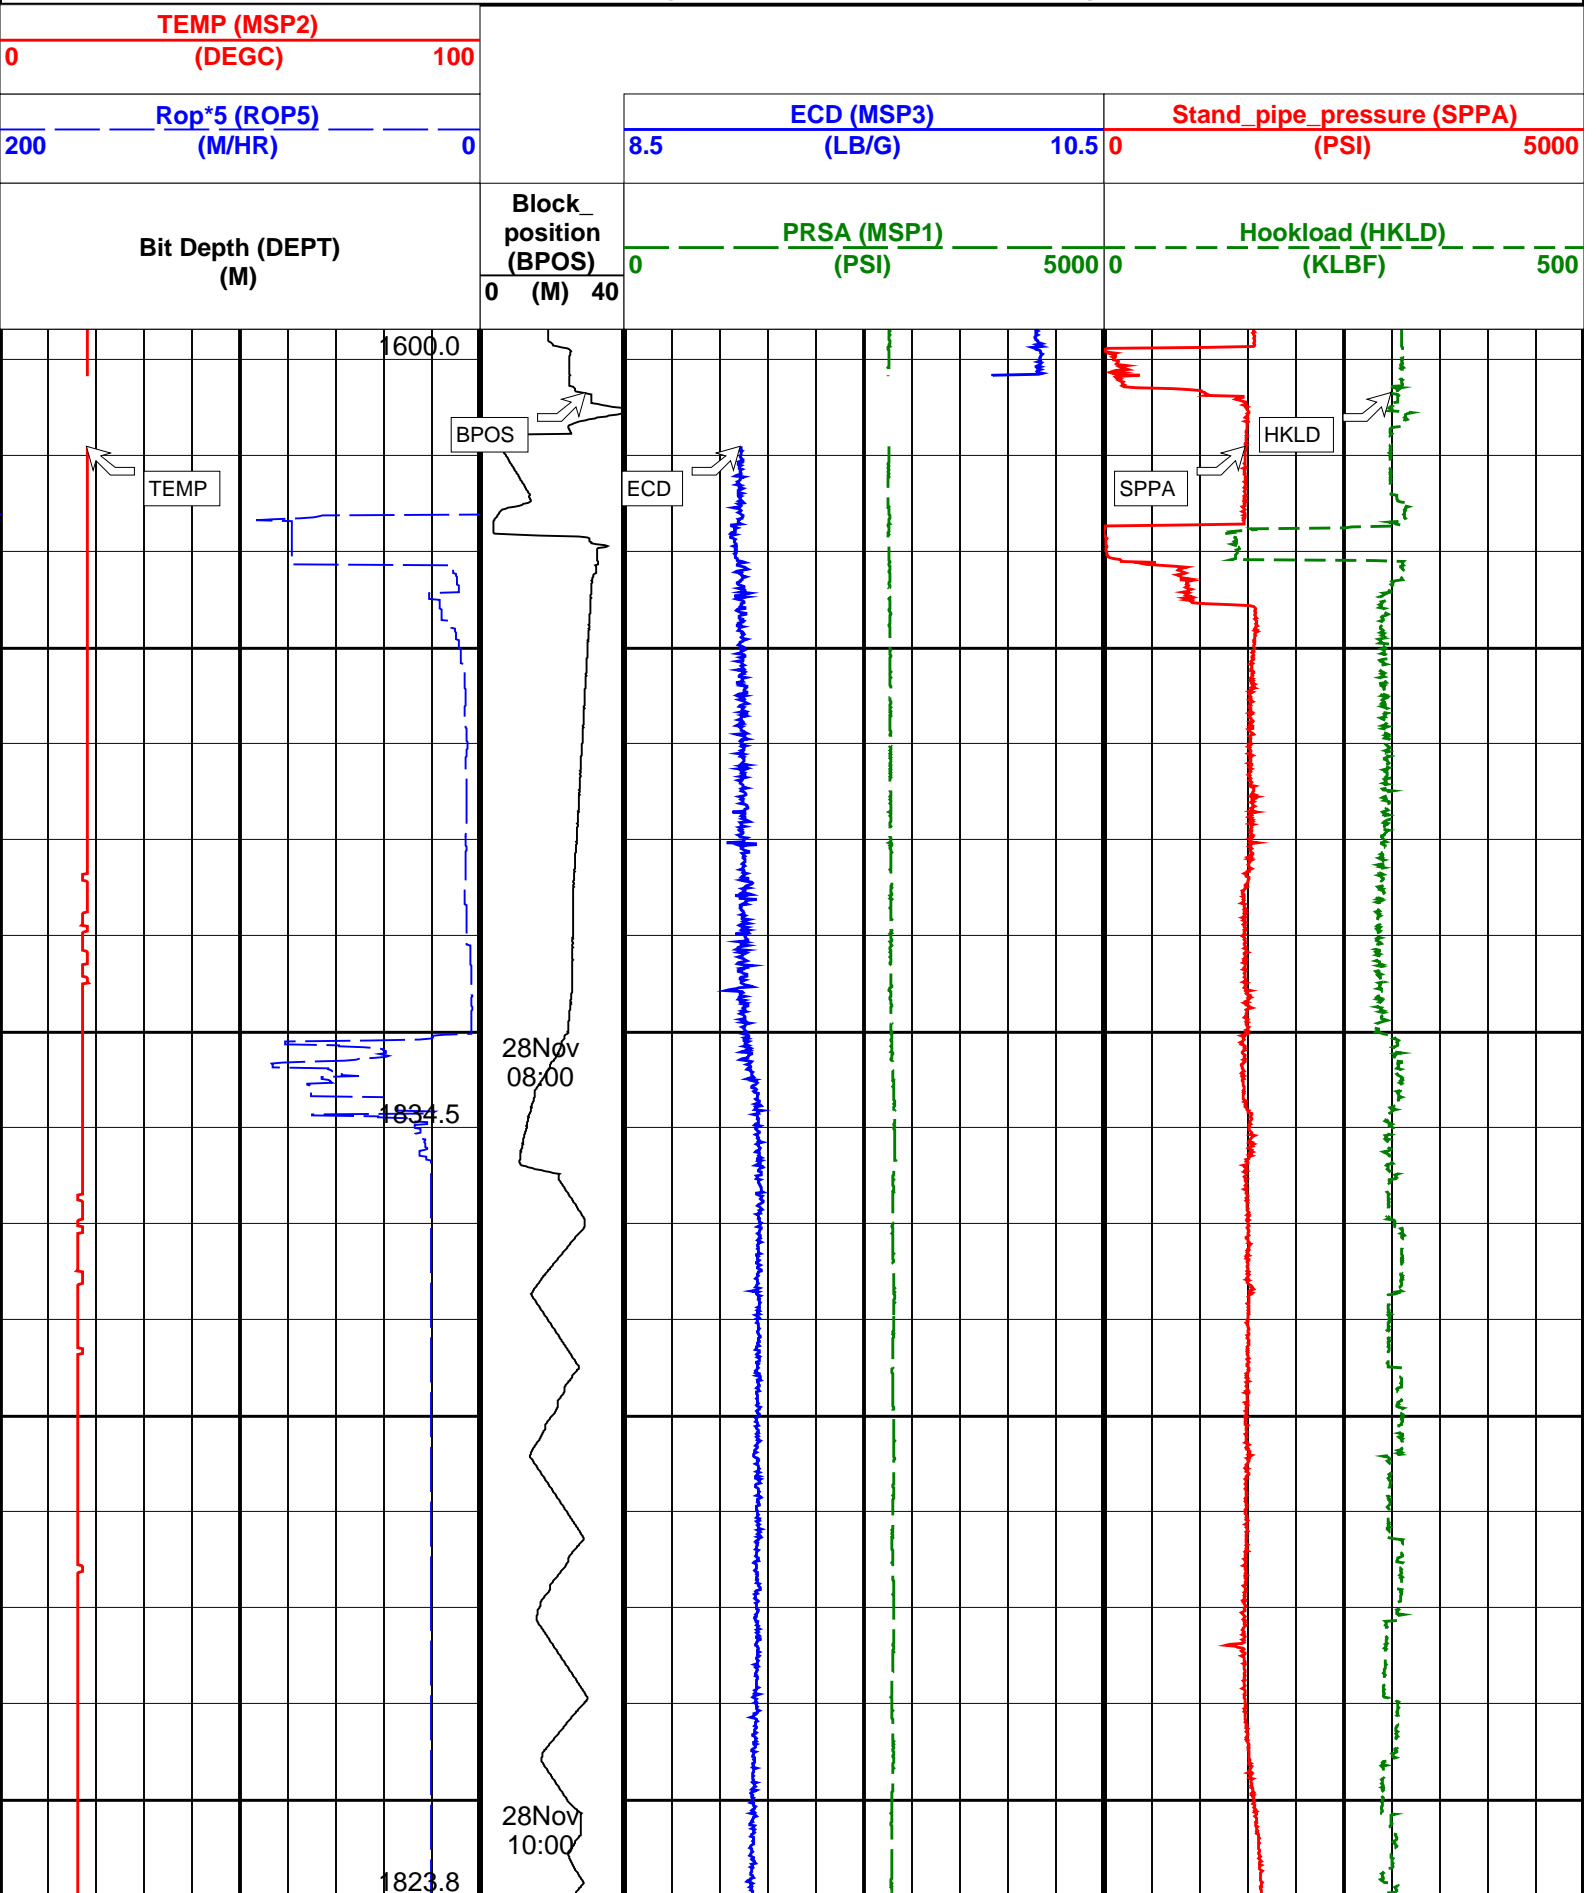 TEMP (MSP2)
0 (DEGC) 100
Rop*5 (ROP5)
200 (M/HR) 0
ECD (MSP3)
8.5 (LB/G) 10.5
Stand_pipe_pressure (SPPA)
0 (PSI) 5000
Bit Depth (DEPT)
(M)
Block_
position
(BPOS)
0 (M) 40
PRSA (MSP1)
0 (PSI) 5000
Hookload (HKLD)
0 (KLBF) 500
1600.0
BPOS
HKLD
TEMP
ECD
SPPA
28Nov
08:00
1834.5
28Nov
10:00
1823.8